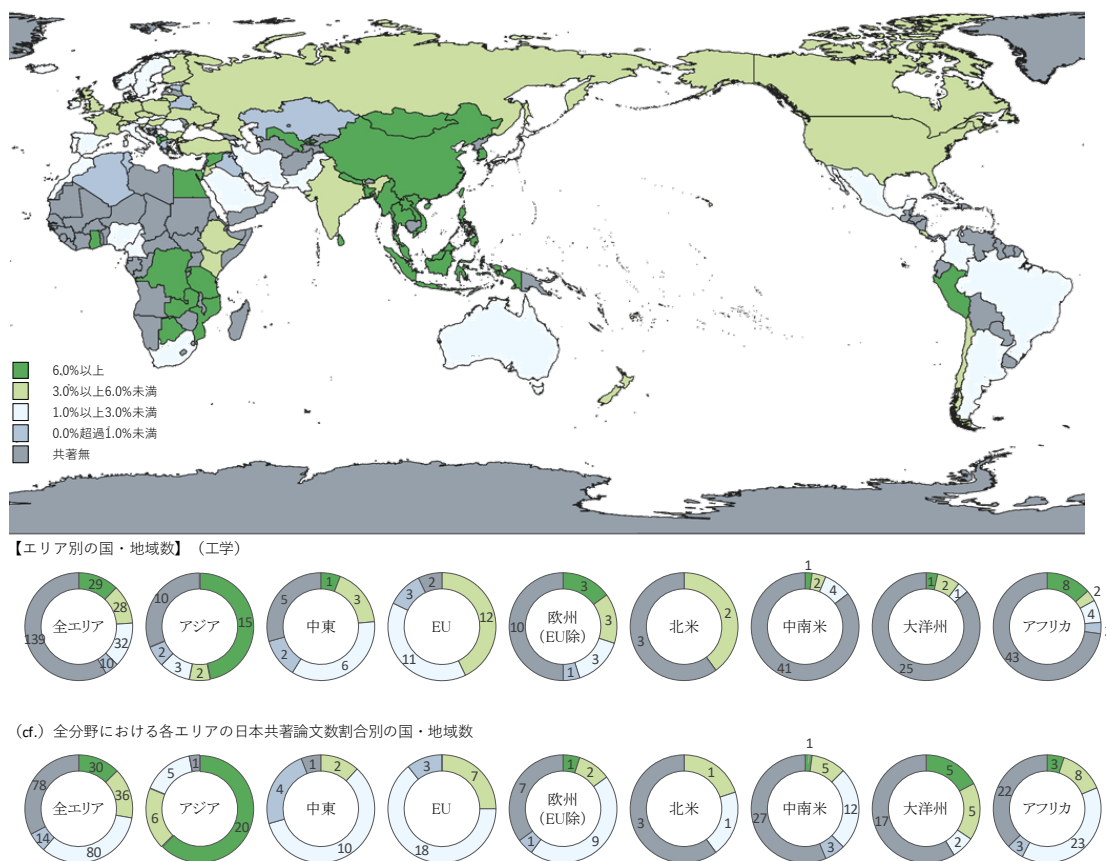 6.0%以上
3.0%以上6.0%未満
1.0%以上3.0%未満
0.0%超過1.0%未満
共著無
【エリア別の国・地域数】（工学）
29 28 32 10 139 全エリア
15 2 3 2 10 アジア
1 3 6 2 5 中東
12 11 3 2 EU
3 3 3 1 10 欧州（EU除）
2 3 北米
1 2 4 41 中南米
1 2 1 25 大洋州
8 2 4 43 アフリカ
（cf.）全分野における各エリアの日本共著論文数割合別の国・地域数
30 36 80 14 78 全エリア
20 6 5 1 アジア
2 10 4 1 中東
7 18 3 EU
1 2 9 1 7 欧州（EU除）
1 1 3 北米
1 5 12 3 27 中南米
5 5 2 17 大洋州
3 8 23 3 22 アフリカ